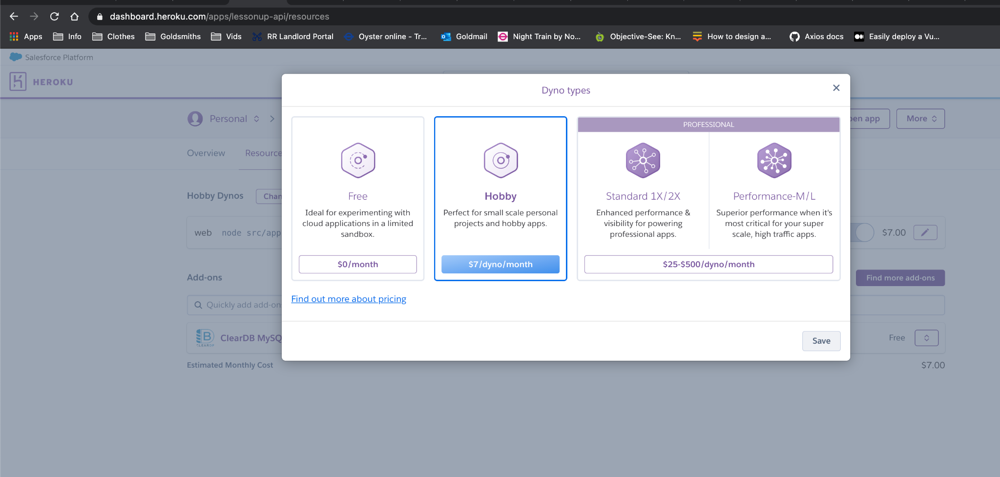 dashboard.heroku.com/apps/lessonup-api/resources
Apps Info Clothes Goldsmiths Vids RR Landlord Portal Oyster online - Tr... Goldmail Night Train by No... Objective-See: Kn... How to design a... Axios docs Easily deploy a Vu...
Salesforce Platform
HEROKU
Dyno types
Personal
pen app More
Overview Resource
PROFESSIONAL
Free
Ideal for experimenting with
cloud applications in a limited
sandbox.
$0/month
Hobby
Perfect for small scale personal
projects and hobby apps.
$7/dyno/month
Standard 1X/2X
Enhanced performance &
visibility for powering
professional apps.
Performance-M/L
Superior performance when it's
most critical for your super
scale, high traffic apps.
$25-$500/dyno/month
Find out more about pricing
Save
Hobby Dynos Chan
web node src/app $7.00
Add-ons Find more add-ons
Quickly add add-on
CLEARDB
ClearDB MySQ Free
Estimated Monthly Cost $7.00